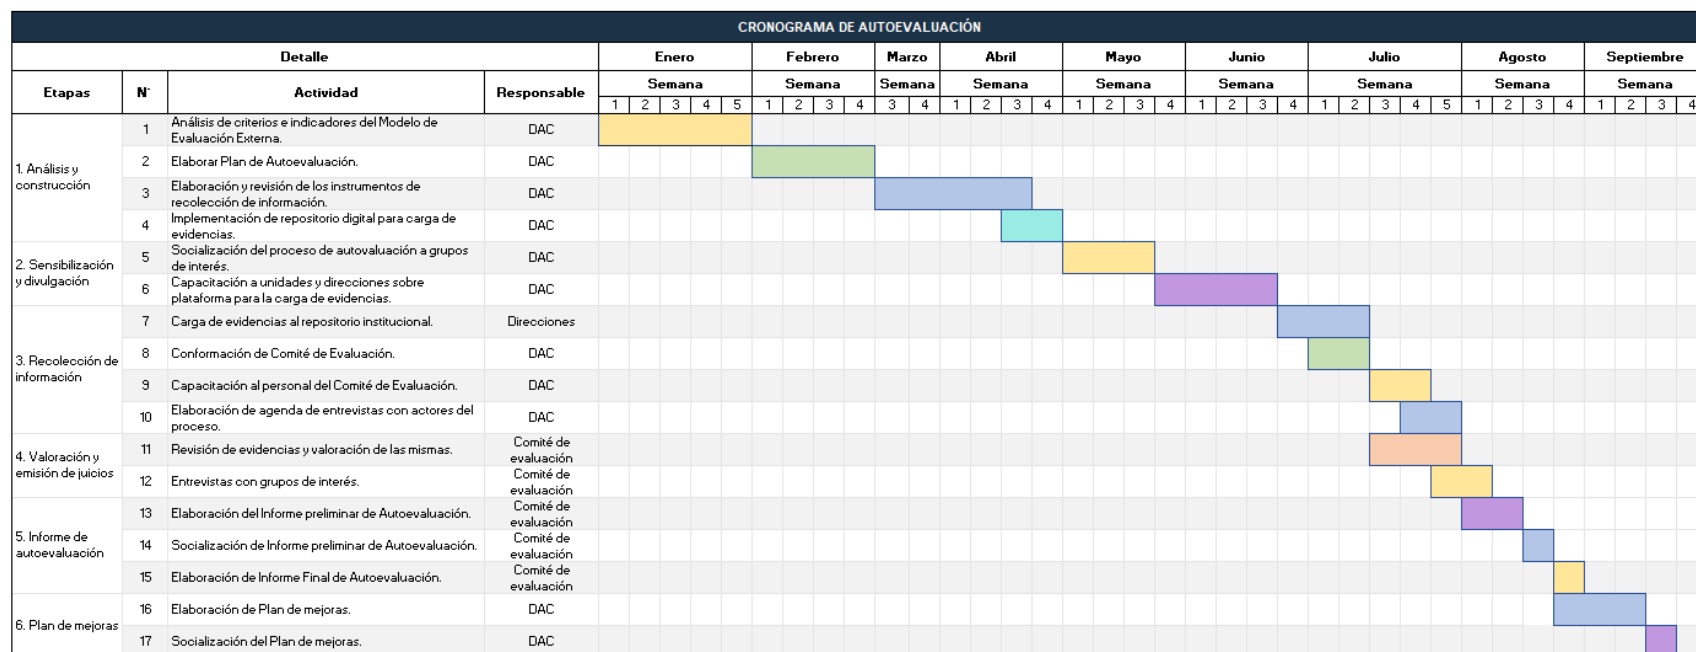 CRONOGRAMA DE AUTOEVALUACIÓN
Detalle Enero Febrero Marzo Abril Mayo Junio Julio Agosto Septiembre
Etapas N° Actividad Responsable Semana Semana Semana Semana Semana Semana Semana Semana Semana
1 2 3 4 5 1 2 3 4 3 4 1 2 3 4 1 2 3 4 1 2 3 4 1 2 3 4 5 1 2 3 4 1 2 3 4
1. Análisis y
construcción
1 Análisis de criterios e indicadores del Modelo de
Evaluación Externa. DAC
2 Elaborar Plan de Autoevaluación. DAC
3 Elaboración y revisión de los instrumentos de
recolección de información. DAC
4 Implementación de repositorio digital para carga de
evidencias. DAC
2. Sensibilización
y divulgación
5 Socialización del proceso de autovaluación a grupos
de interés. DAC
6 Capacitación a unidades y direcciones sobre
plataforma para la carga de evidencias. DAC
3. Recolección de
información
7 Carga de evidencias al repositorio institucional. Direcciones
8 Conformación de Comité de Evaluación. DAC
9 Capacitación al personal del Comité de Evaluación. DAC
10 Elaboración de agenda de entrevistas con actores del
proceso. DAC
4. Valoración y
emisión de juicios
11 Revisión de evidencias y valoración de las mismas. Comité de
evaluación
12 Entrevistas con grupos de interés. Comité de
evaluación
5. Informe de
autoevaluación
13 Elaboración del Informe preliminar de Autoevaluación. Comité de
evaluación
14 Socialización de Informe preliminar de Autoevaluación. Comité de
evaluación
15 Elaboración de Informe Final de Autoevaluación. Comité de
evaluación
6. Plan de mejoras
16 Elaboración de Plan de mejoras. DAC
17 Socialización del Plan de mejoras. DAC